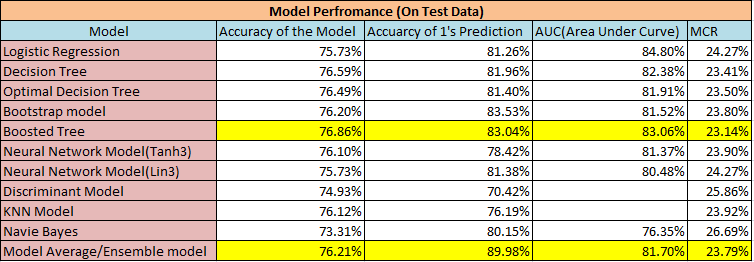 Model Perfromance (On Test Data)
Model Accuracy of the Model Accuarcy of 1's Prediction AUC(Area Under Curve) MCR
Logistic Regression 75.73% 81.26% 84.80% 24.27%
Decision Tree 76.59% 81.96% 82.38% 23.41%
Optimal Decision Tree 76.49% 81.40% 81.91% 23.50%
Bootstrap model 76.20% 83.53% 81.52% 23.80%
Boosted Tree 76.86% 83.04% 83.06% 23.14%
Neural Network Model(Tanh3) 76.10% 78.42% 81.37% 23.90%
Neural Network Model(Lin3) 75.73% 81.38% 80.48% 24.27%
Discriminant Model 74.93% 70.42% 25.86%
KNN Model 76.12% 76.19% 23.92%
Navie Bayes 73.31% 80.15% 76.35% 26.69%
Model Average/Ensemble model 76.21% 89.98% 81.70% 23.79%